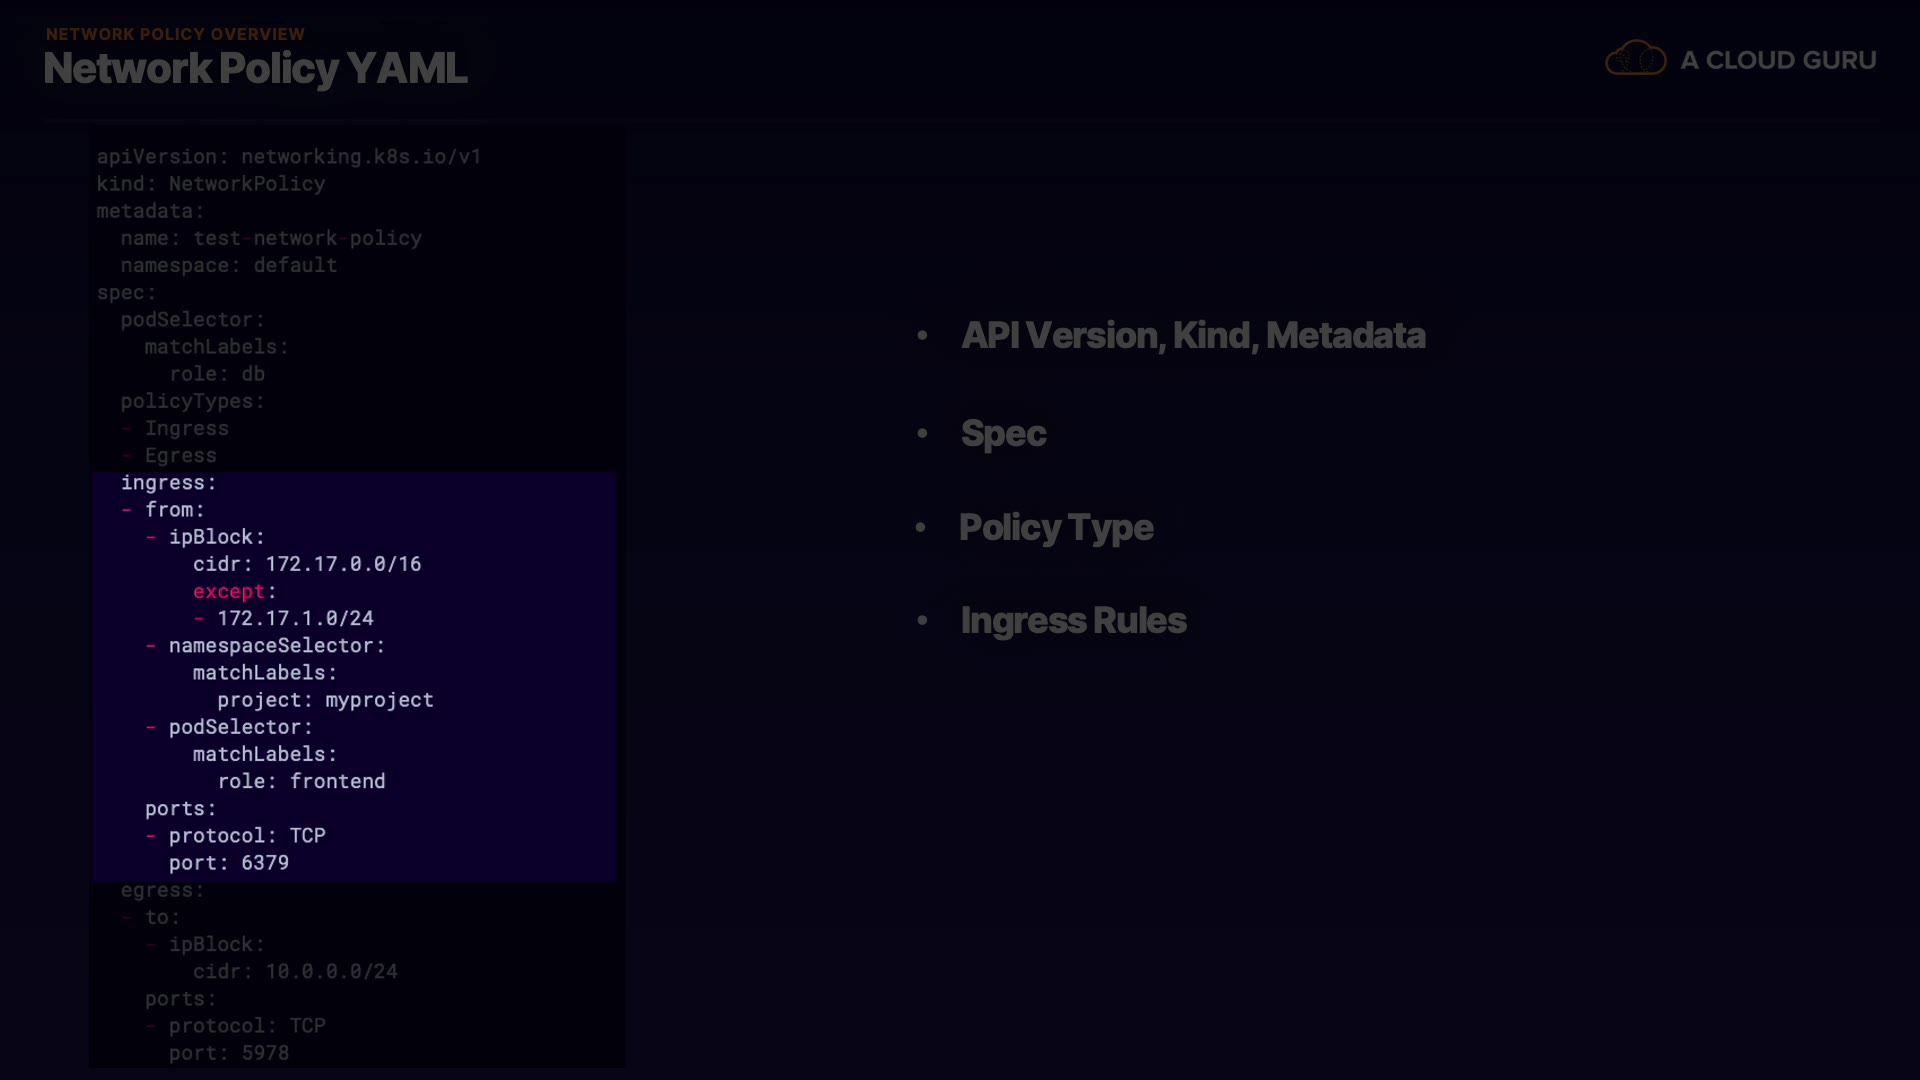 NETWORK POLICY OVERVIEW
Network Policy YAML
A CLOUD GURU
apiVersion: networking.k8s.io/v1
kind: NetworkPolicy
metadata:
  name: test-network-policy
  namespace: default
spec:
  podSelector:
    matchLabels:
      role: db
  policyTypes:
  - Ingress
  - Egress
  ingress:
  - from:
    - ipBlock:
        cidr: 172.17.0.0/16
        except:
        - 172.17.1.0/24
    - namespaceSelector:
        matchLabels:
          project: myproject
    - podSelector:
        matchLabels:
          role: frontend
    ports:
    - protocol: TCP
      port: 6379
  egress:
  - to:
    - ipBlock:
        cidr: 10.0.0.0/24
    ports:
    - protocol: TCP
      port: 5978
• API Version, Kind, Metadata
• Spec
• Policy Type
• Ingress Rules